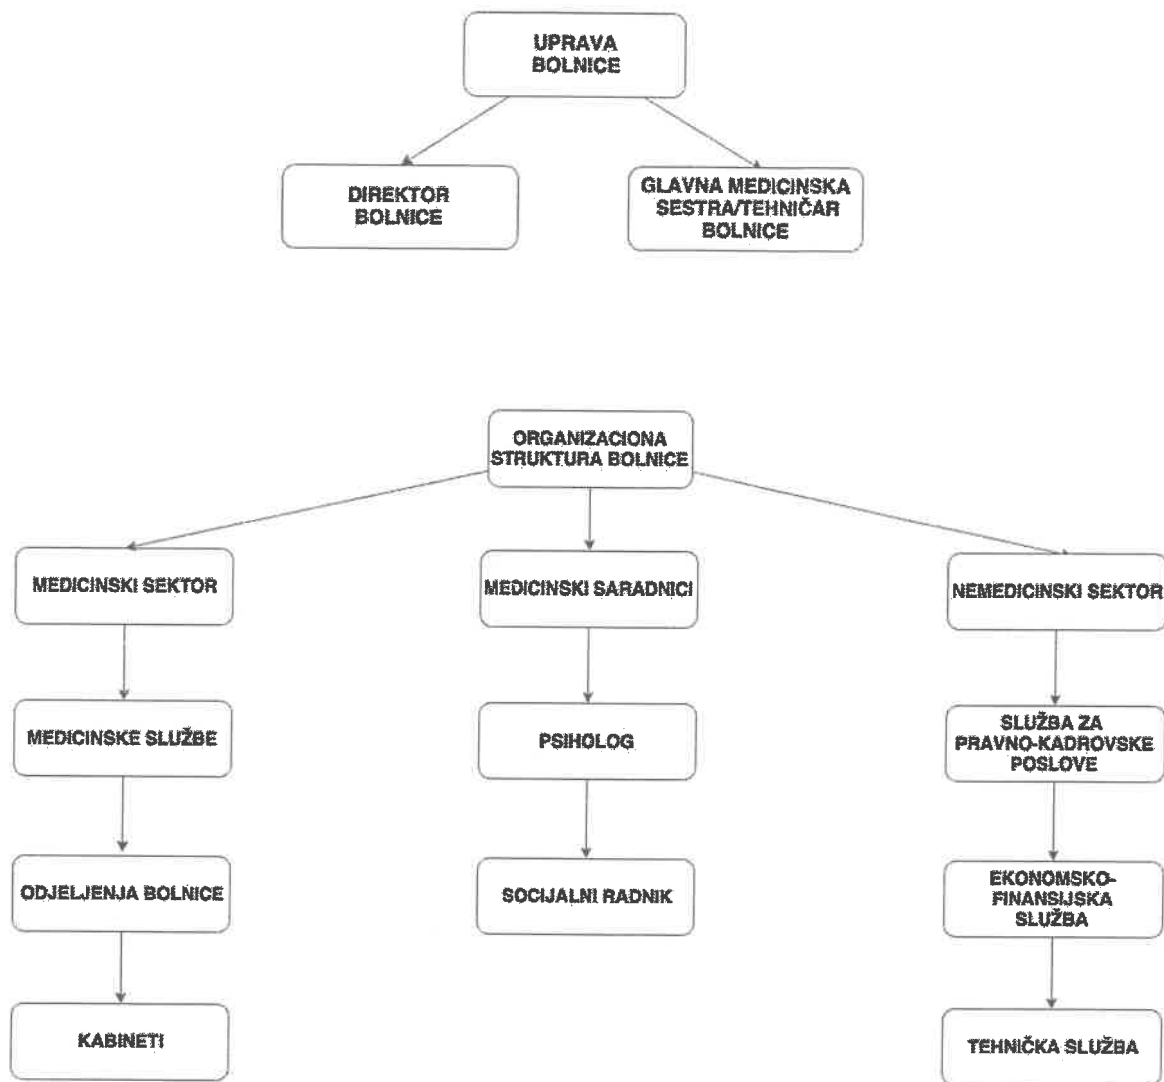 UPRAVA
BOLNICE
DIREKTOR
BOLNICE
GLAVNA MEDICINSKA
SESTRA/TEHNIČAR
BOLNICE
ORGANIZACIONA
STRUKTURA BOLNICE
MEDICINSKI SEKTOR
MEDICINSKI SARADNICI
NEMEDICINSKI SEKTOR
MEDICINSKE SLUŽBE
PSIHOLOG
SLUŽBA ZA
PRAVNO-KADROVSKE
POSLOVE
ODJELJENJA BOLNICE
SOCIJALNI RADNIK
EKONOMSKO-
FINANSIJSKA
SLUŽBA
KABINETI
TEHNIČKA SLUŽBA